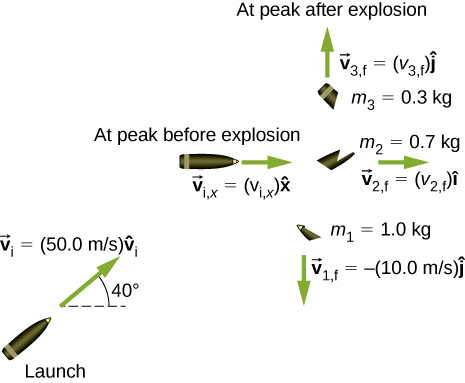 At peak after explosion
v⃗3,f = (v3,f)ĵ
m3 = 0.3 kg
At peak before explosion
m2 = 0.7 kg
v⃗i,x = (vi,x)x̂
v⃗2,f = (v2,f)î
m1 = 1.0 kg
v⃗i = (50.0 m/s)v̂i
v⃗1,f = –(10.0 m/s)ĵ
40°
Launch